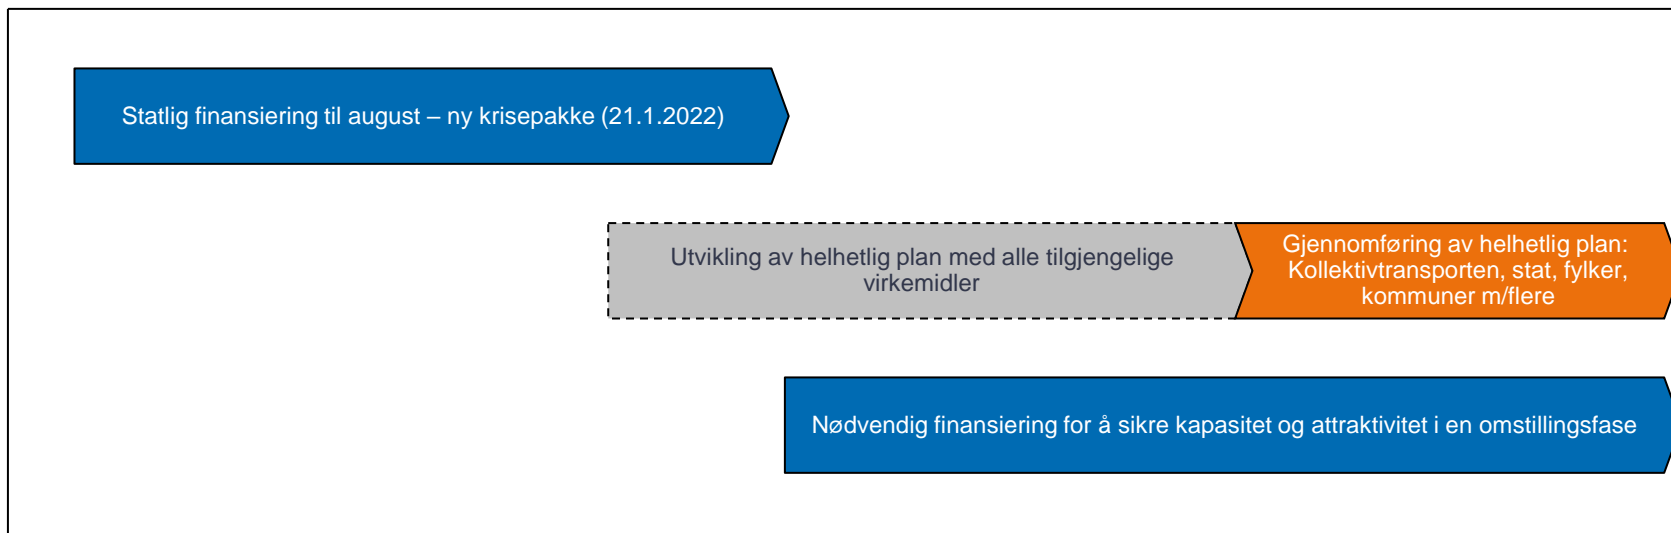 Statlig finansiering til august – ny krisepakke (21.1.2022)
Utvikling av helhetlig plan med alle tilgjengelige
virkemidler
Gjennomføring av helhetlig plan:
Kollektivtransporten, stat, fylker,
kommuner m/flere
Nødvendig finansiering for å sikre kapasitet og attraktivitet i en omstillingsfase